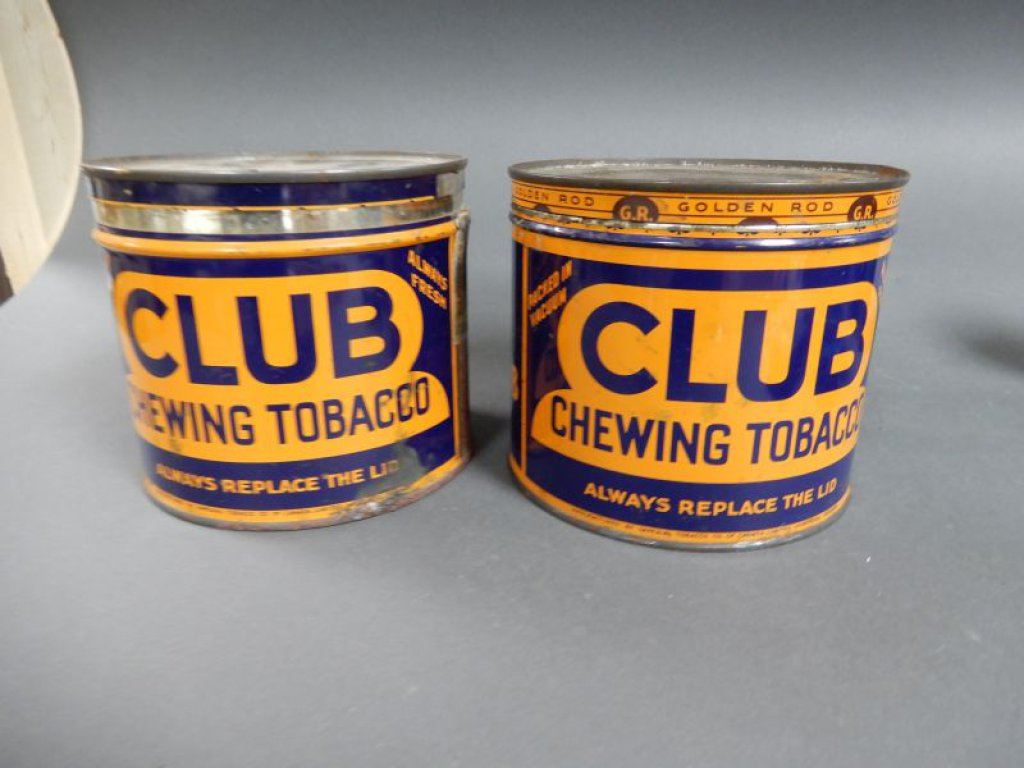 ALWAYS
FRESH
CLUB
CHEWING TOBACCO
ALWAYS REPLACE THE LID
GOLDEN ROD G.R. GOLDEN ROD G.R.
PACKED IN
VACUUM
CLUB
CHEWING TOBACCO
ALWAYS REPLACE THE LID